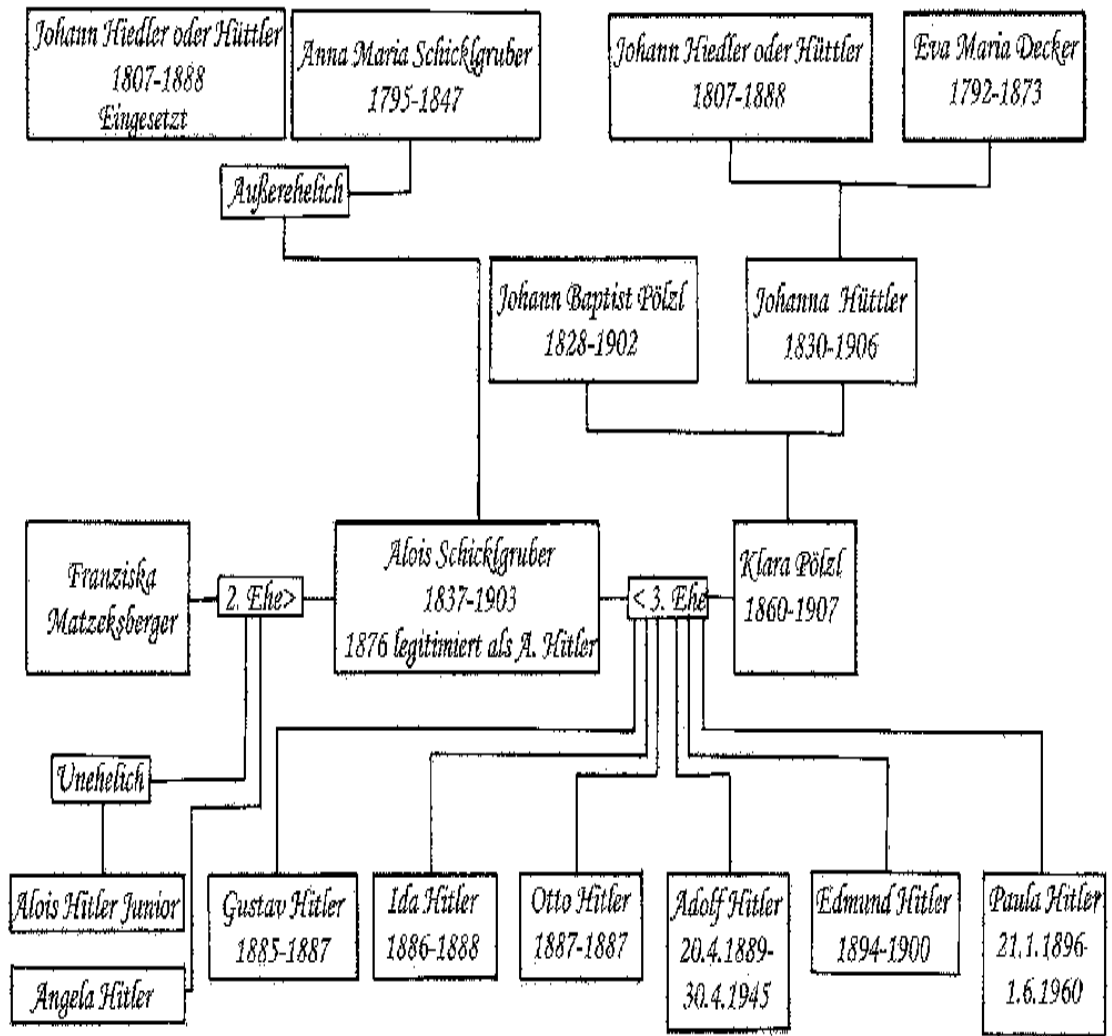 Johann Hiedler oder Hüttler
1807-1888
Eingesetzt
Anna Maria Schicklgruber
1795-1847
Johann Hiedler oder Hüttler
1807-1888
Eva Maria Decker
1792-1873
Außerehelich
Johann Baptist Pölzl
1828-1902
Johanna Hüttler
1830-1906
Franziska
Matzeksberger
2. Ehe>
Alois Schicklgruber
1837-1903
1876 legitimiert als A. Hitler
< 3. Ehe
Klara Pölzl
1860-1907
Unehelich
Alois Hitler Junior
Angela Hitler
Gustav Hitler
1885-1887
Ida Hitler
1886-1888
Otto Hitler
1887-1887
Adolf Hitler
20.4.1889-
30.4.1945
Edmund Hitler
1894-1900
Paula Hitler
21.1.1896-
1.6.1960